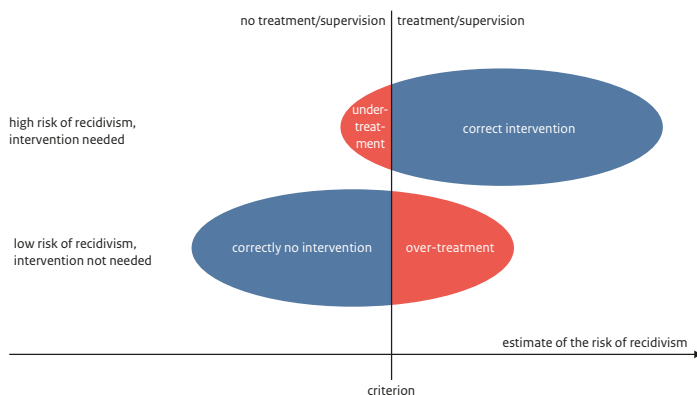 no treatment/supervision
treatment/supervision
high risk of recidivism,
intervention needed
under-
treat-
ment
correct intervention
low risk of recidivism,
intervention not needed
correctly no intervention
over-treatment
estimate of the risk of recidivism
criterion